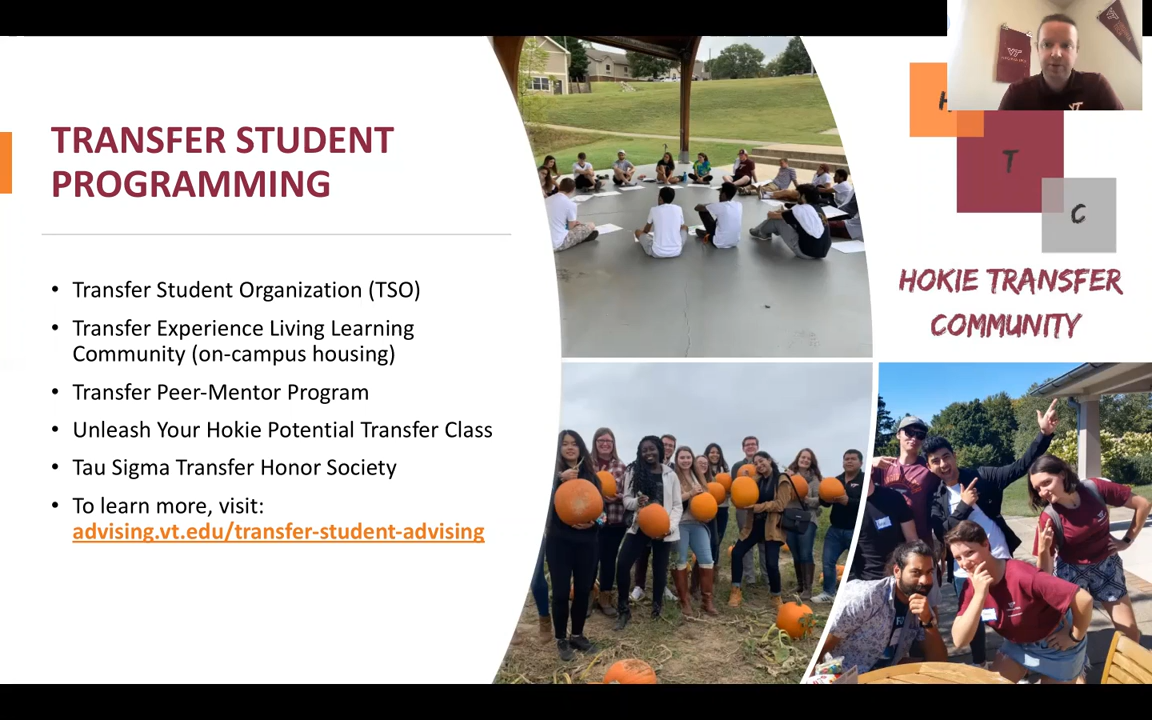 TRANSFER STUDENT
PROGRAMMING
• Transfer Student Organization (TSO)
• Transfer Experience Living Learning
Community (on-campus housing)
• Transfer Peer-Mentor Program
• Unleash Your Hokie Potential Transfer Class
• Tau Sigma Transfer Honor Society
• To learn more, visit:
advising.vt.edu/transfer-student-advising
H
T
C
HOKIE TRANSFER
COMMUNITY